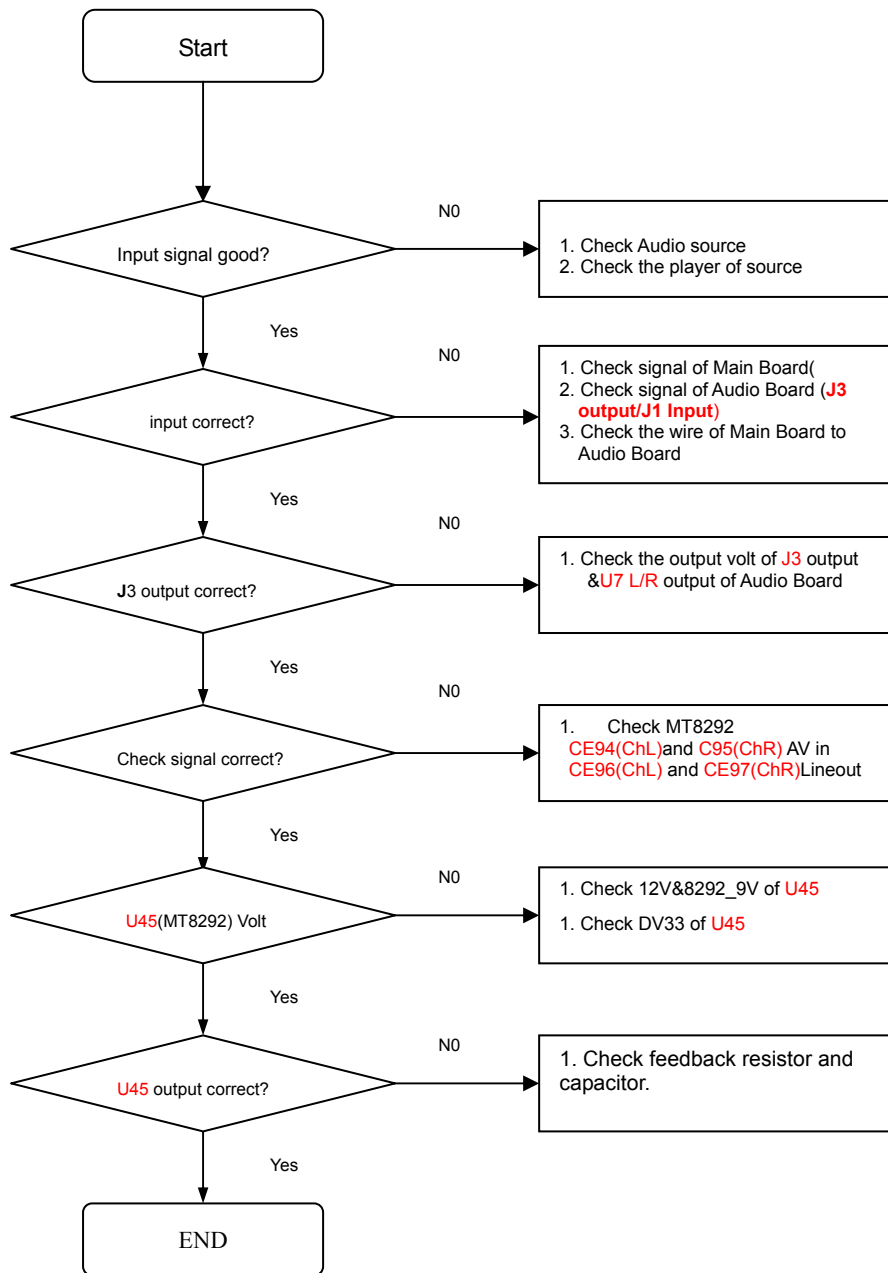 Start
N0
Input signal good?
1. Check Audio source
2. Check the player of source
Yes
N0
input correct?
1. Check signal of Main Board(
2. Check signal of Audio Board (J3
output/J1 Input)
3. Check the wire of Main Board to
Audio Board
Yes
N0
J3 output correct?
1. Check the output volt of J3 output
&U7 L/R output of Audio Board
Yes
N0
Check signal correct?
1. Check MT8292
CE94(ChL)and C95(ChR) AV in
CE96(ChL) and CE97(ChR)Lineout
Yes
N0
U45(MT8292) Volt
1. Check 12V&8292_9V of U45
1. Check DV33 of U45
Yes
N0
U45 output correct?
1. Check feedback resistor and
capacitor.
Yes
END